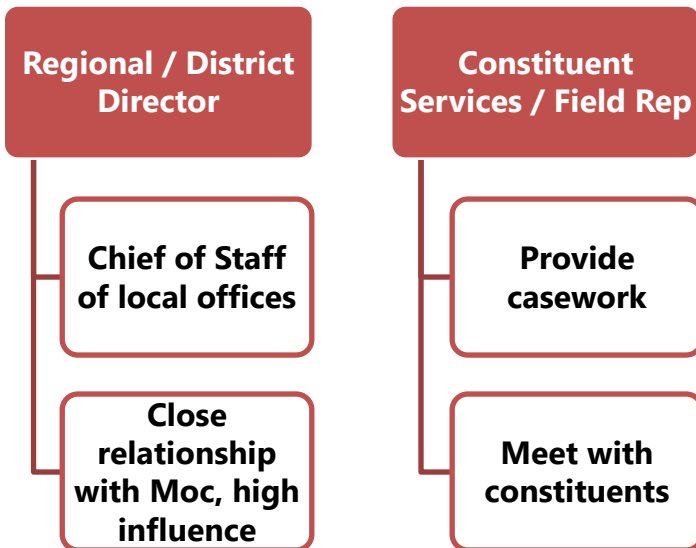 Regional / District
Director
Chief of Staff
of local offices
Close
relationship
with Moc, high
influence
Constituent
Services / Field Rep
Provide
casework
Meet with
constituents